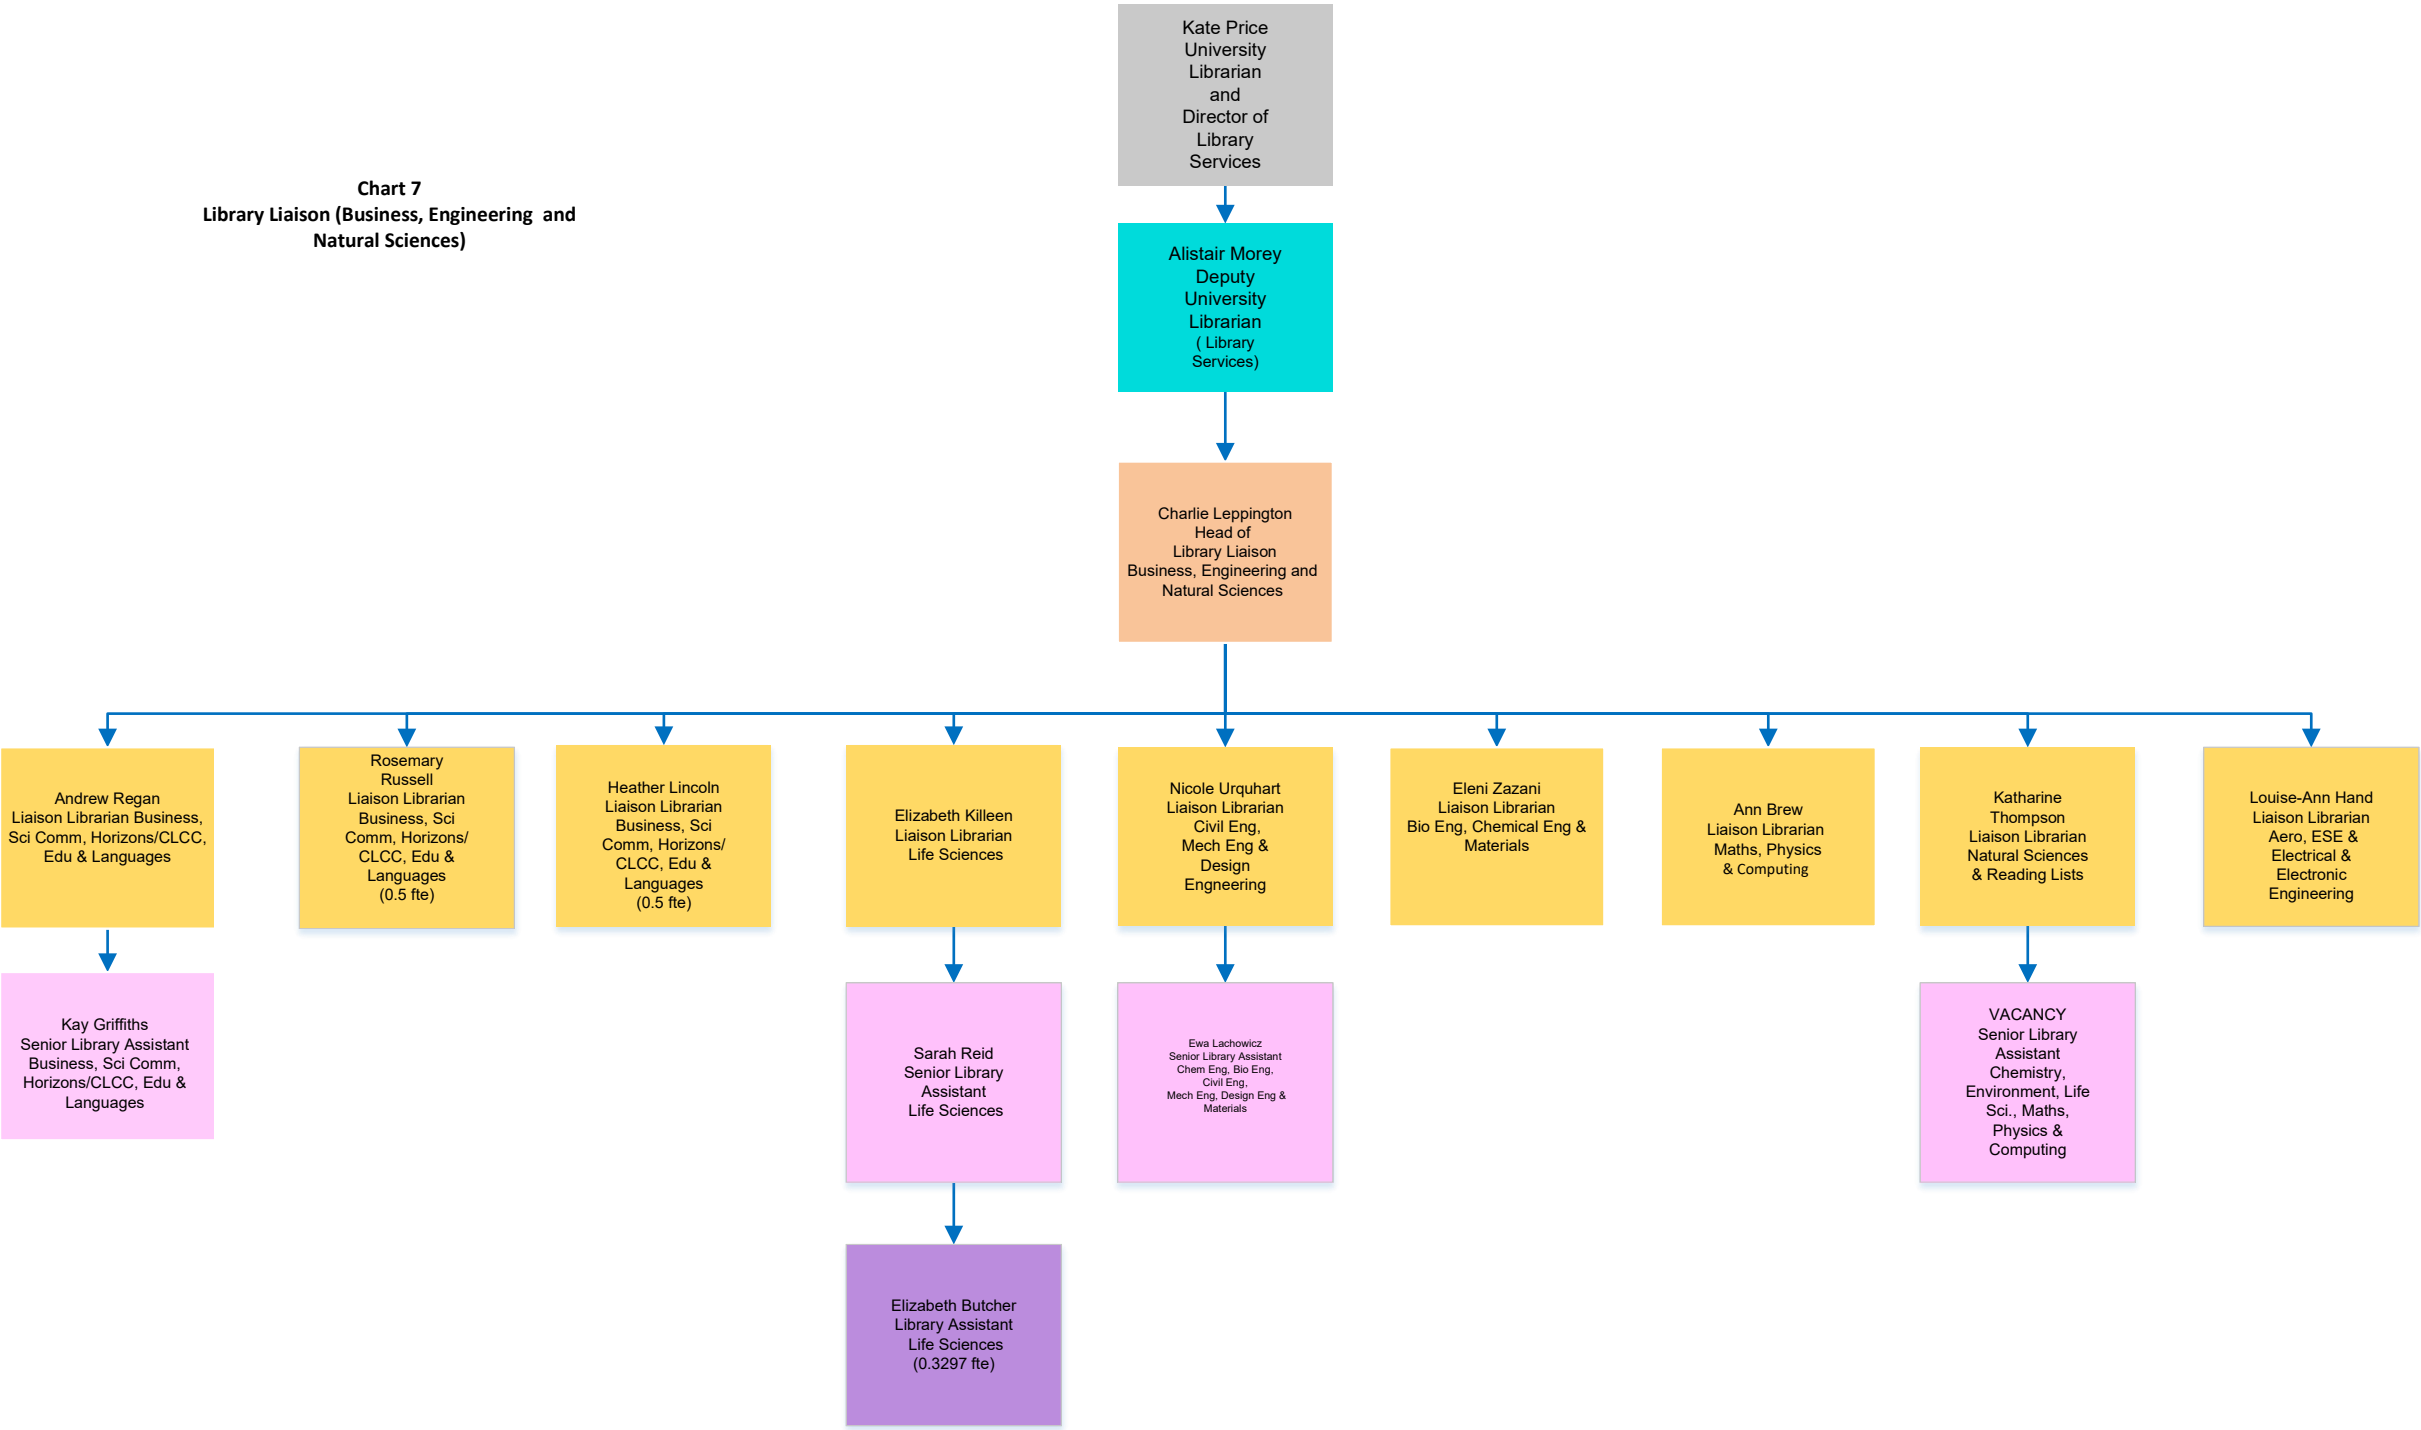 Kate Price
University
Librarian
and
Director of
Library
Services
Chart 7
Library Liaison (Business, Engineering  and
Natural Sciences)
Alistair Morey
Deputy
University
Librarian
( Library
Services)
Charlie Leppington
Head of
Library Liaison
Business, Engineering and
Natural Sciences
Andrew Regan
Liaison Librarian Business,
Sci Comm, Horizons/CLCC,
Edu & Languages
Rosemary
Russell
Liaison Librarian
Business, Sci
Comm, Horizons/
CLCC, Edu &
Languages
(0.5 fte)
Heather Lincoln
Liaison Librarian
Business, Sci
Comm, Horizons/
CLCC, Edu &
Languages
(0.5 fte)
Elizabeth Killeen
Liaison Librarian
Life Sciences
Nicole Urquhart
Liaison Librarian
Civil Eng,
Mech Eng &
Design
Engneering
Eleni Zazani
Liaison Librarian
Bio Eng, Chemical Eng &
Materials
Ann Brew
Liaison Librarian
Maths, Physics
& Computing
Katharine
Thompson
Liaison Librarian
Natural Sciences
& Reading Lists
Louise-Ann Hand
Liaison Librarian
Aero, ESE &
Electrical &
Electronic
Engineering
Kay Griffiths
Senior Library Assistant
Business, Sci Comm,
Horizons/CLCC, Edu &
Languages
Sarah Reid
Senior Library
Assistant
Life Sciences
Ewa Lachowicz
Senior Library Assistant
Chem Eng, Bio Eng,
Civil Eng,
Mech Eng, Design Eng &
Materials
VACANCY
Senior Library
Assistant
Chemistry,
Environment, Life
Sci., Maths,
Physics &
Computing
Elizabeth Butcher
Library Assistant
Life Sciences
(0.3297 fte)